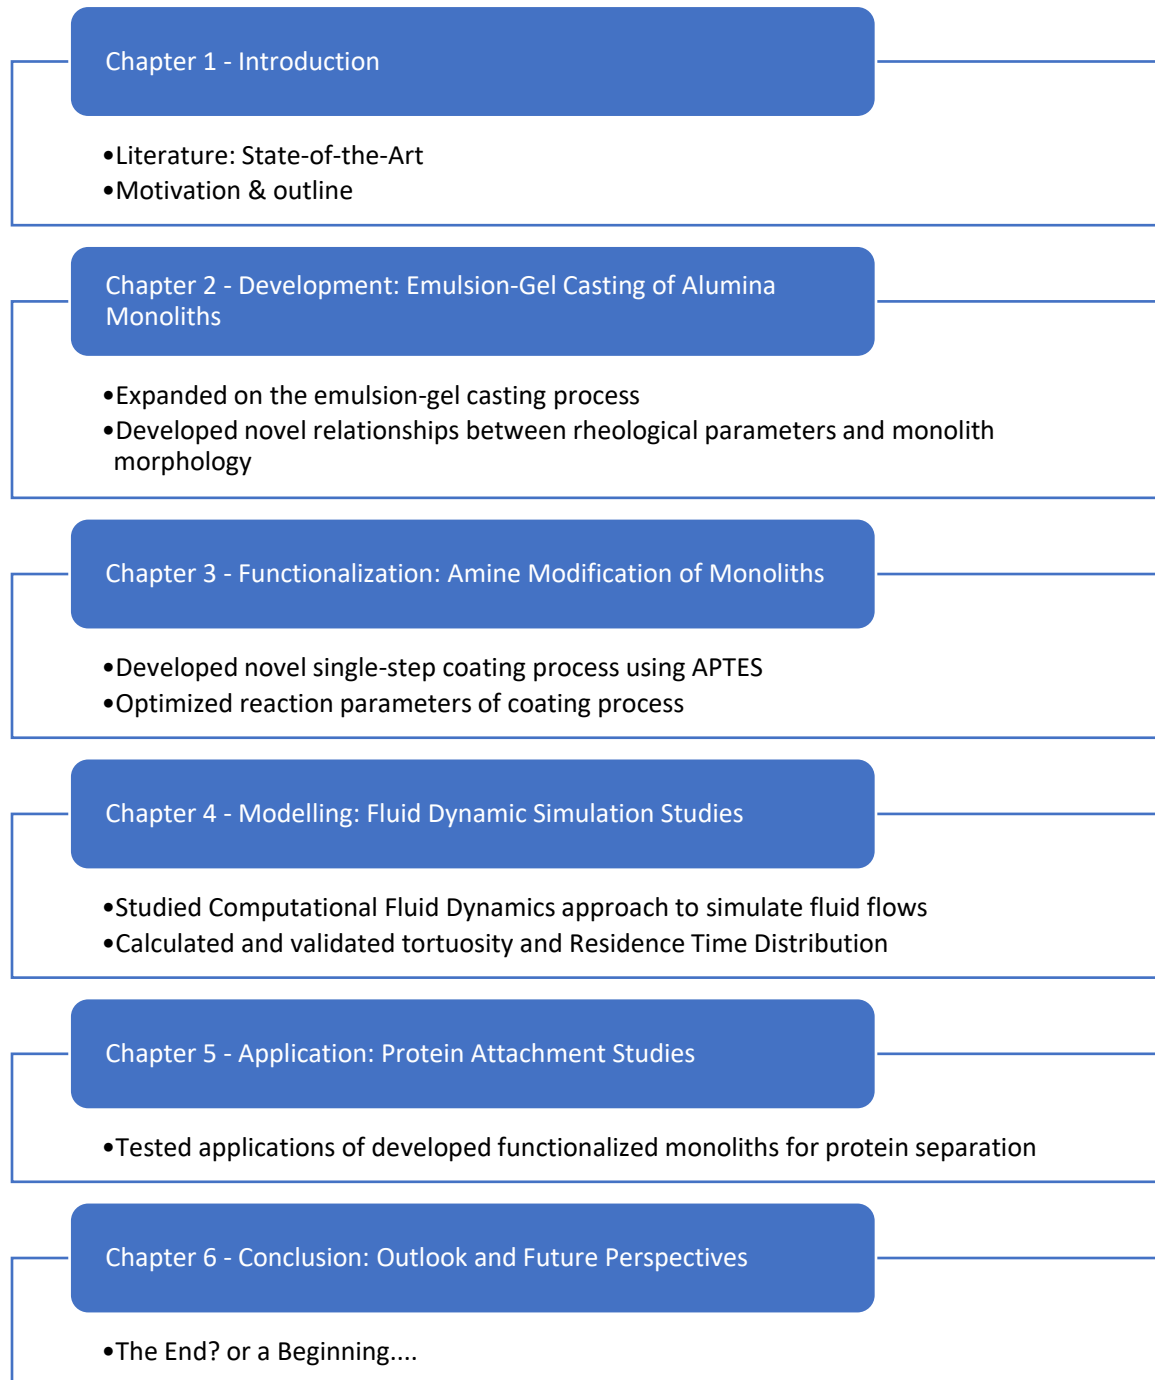 Chapter 1 - Introduction
•Literature: State-of-the-Art
•Motivation & outline
Chapter 2 - Development: Emulsion-Gel Casting of Alumina
Monoliths
•Expanded on the emulsion-gel casting process
•Developed novel relationships between rheological parameters and monolith
morphology
Chapter 3 - Functionalization: Amine Modification of Monoliths
•Developed novel single-step coating process using APTES
•Optimized reaction parameters of coating process
Chapter 4 - Modelling: Fluid Dynamic Simulation Studies
•Studied Computational Fluid Dynamics approach to simulate fluid flows
•Calculated and validated tortuosity and Residence Time Distribution
Chapter 5 - Application: Protein Attachment Studies
•Tested applications of developed functionalized monoliths for protein separation
Chapter 6 - Conclusion: Outlook and Future Perspectives
•The End? or a Beginning....